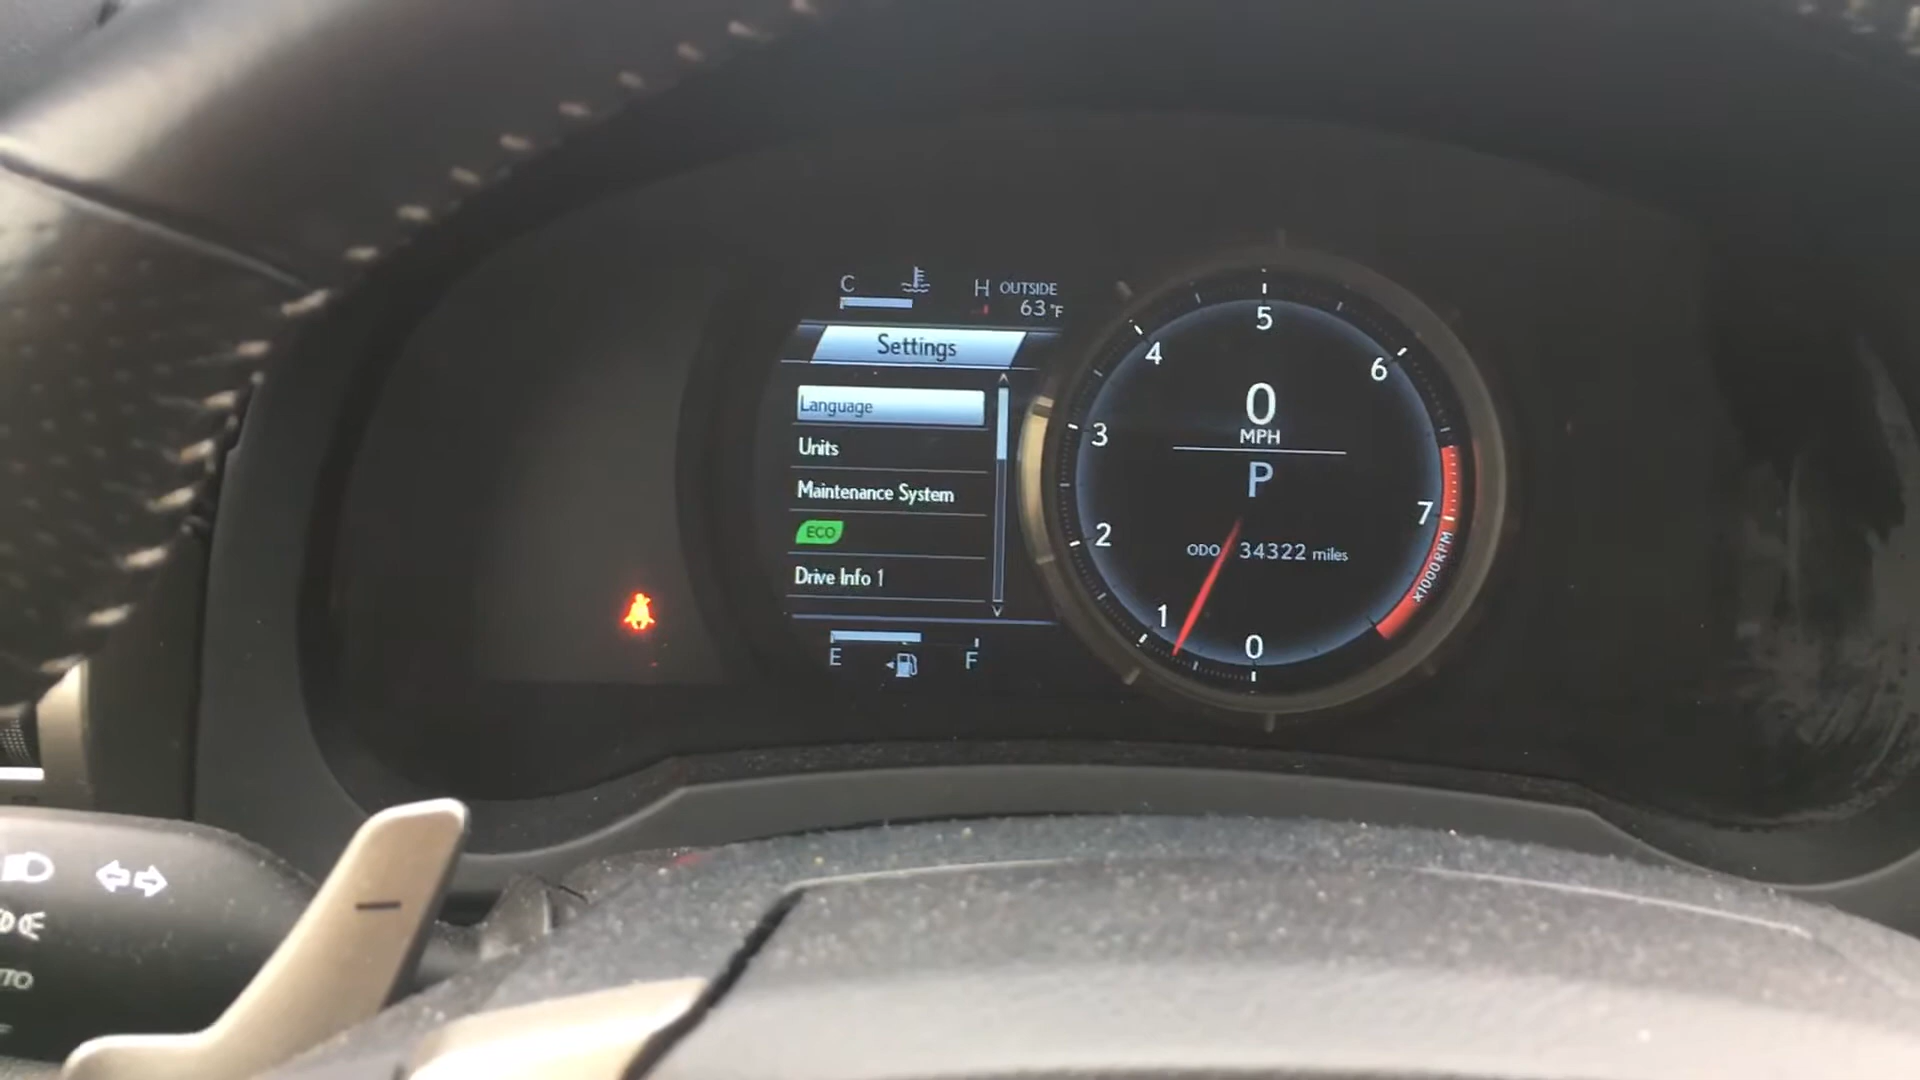 C H OUTSIDE
63°F
Settings
Language
Units
Maintenance System
ECO
Drive Info 1
E F
5
4 6
0
MPH
3
P
7
2
ODO 34322 miles
x1000RPM
1
0